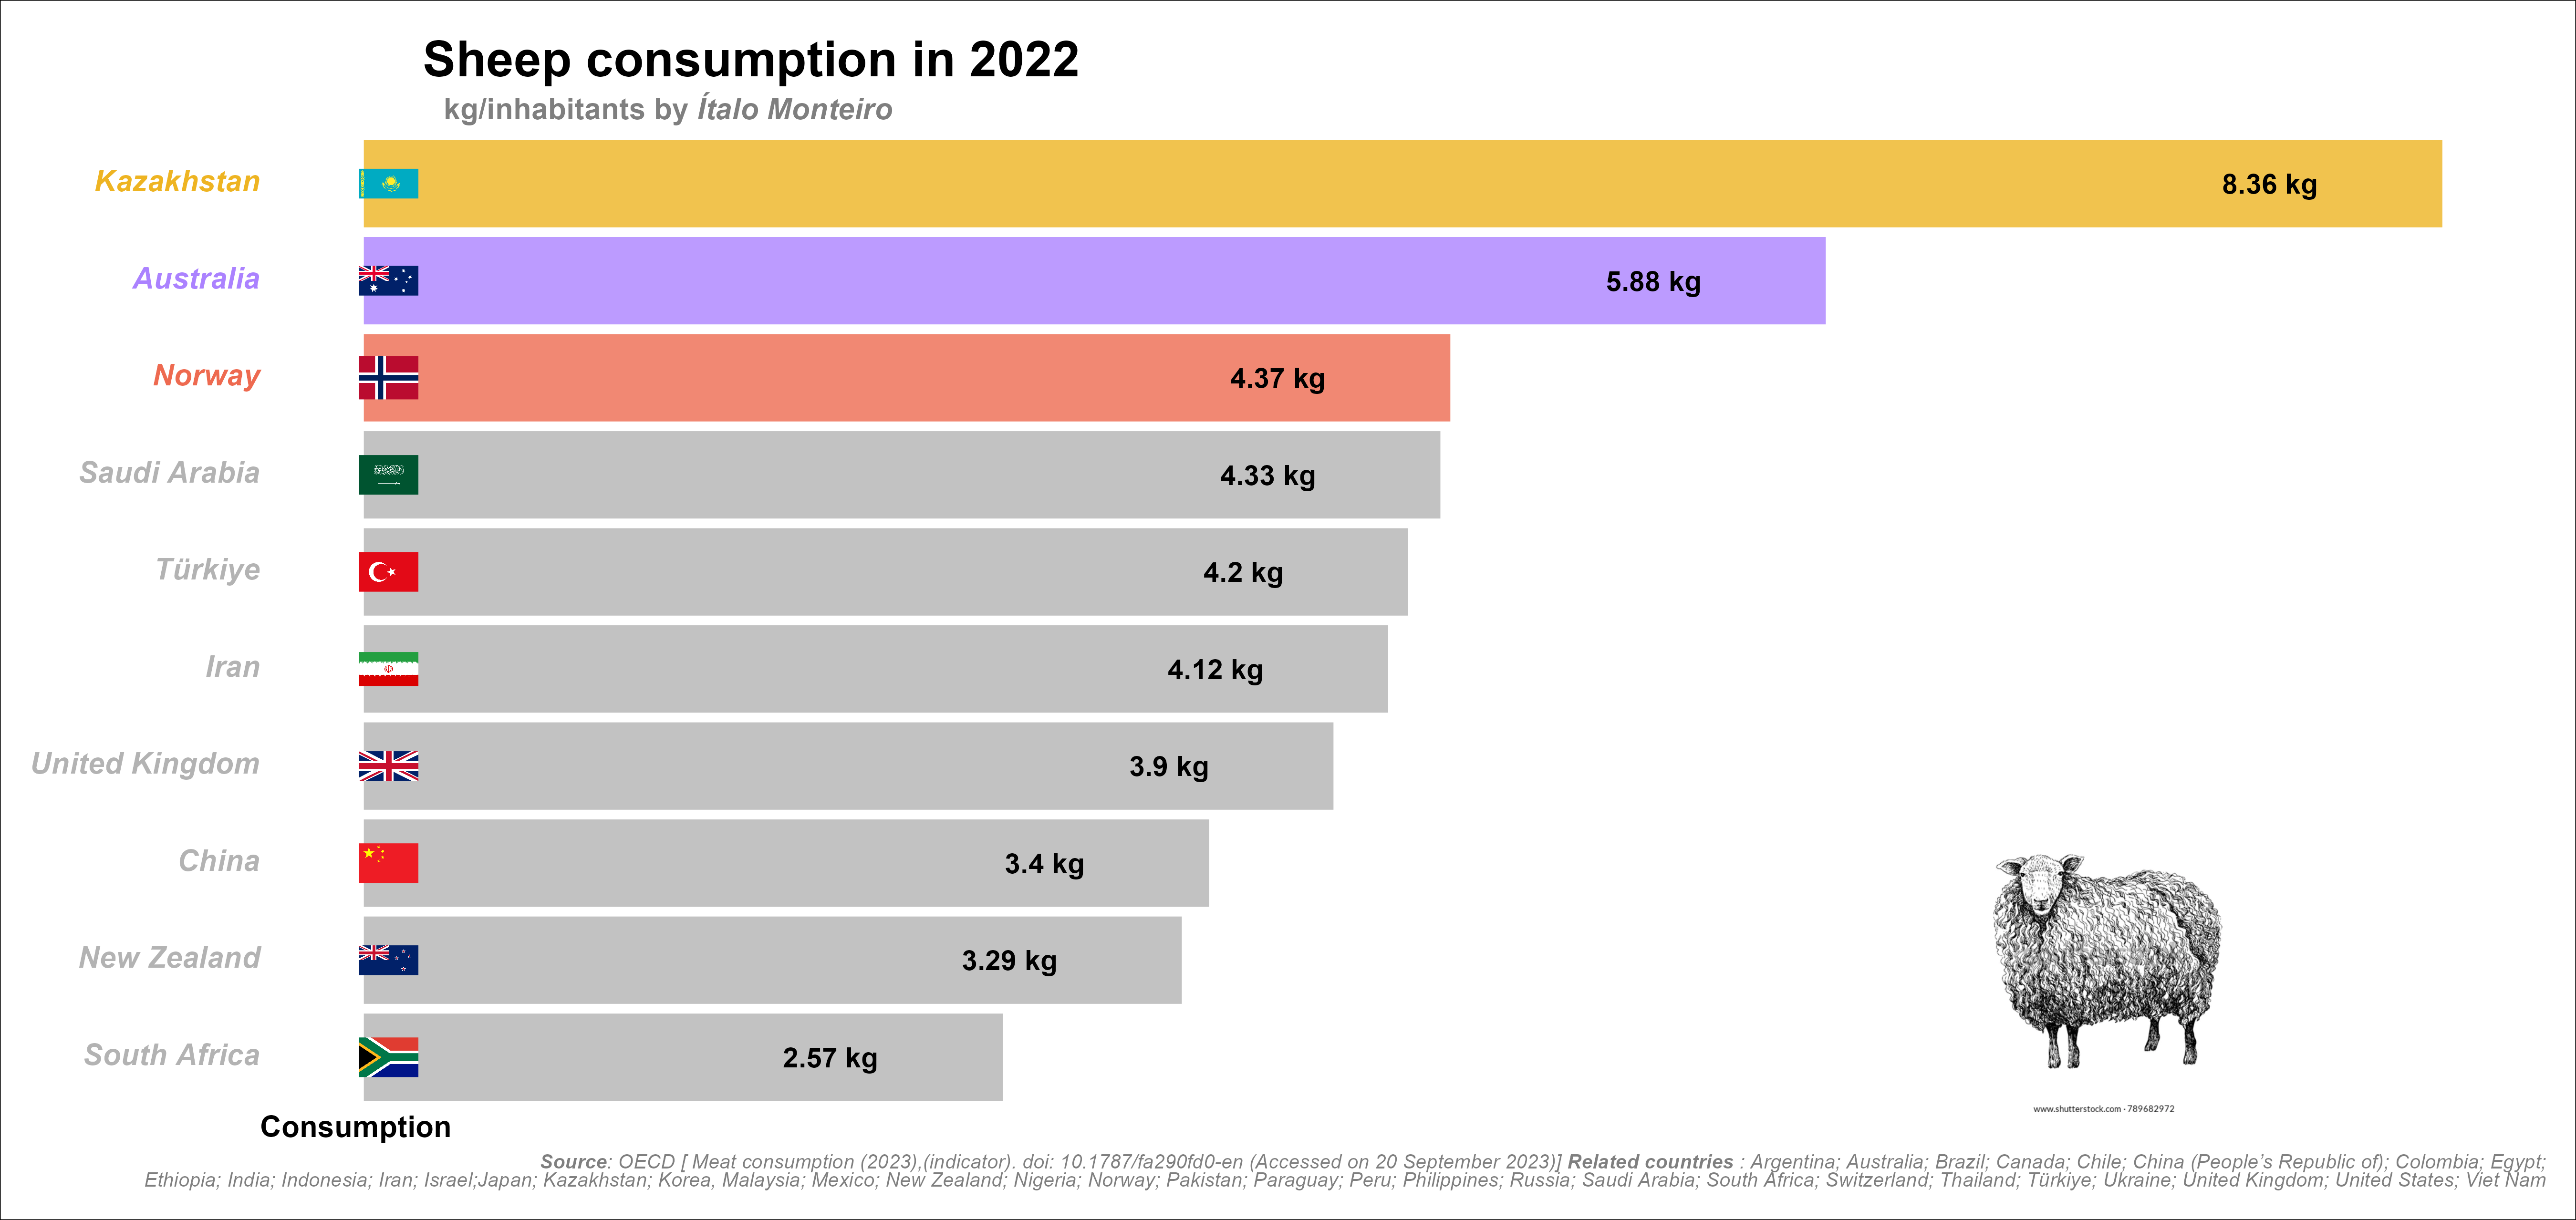 Sheep consumption in 2022
kg/inhabitants by Ítalo Monteiro
Kazakhstan
8.36 kg
Australia
5.88 kg
Norway
4.37 kg
Saudi Arabia
4.33 kg
Türkiye
4.2 kg
Iran
4.12 kg
United Kingdom
3.9 kg
China
3.4 kg
New Zealand
3.29 kg
South Africa
2.57 kg
www.shutterstock.com · 789682972
Consumption
Source: OECD [ Meat consumption (2023),(indicator). doi: 10.1787/fa290fd0-en (Accessed on 20 September 2023)] Related countries : Argentina; Australia; Brazil; Canada; Chile; China (People’s Republic of); Colombia; Egypt;
Ethiopia; India; Indonesia; Iran; Israel;Japan; Kazakhstan; Korea, Malaysia; Mexico; New Zealand; Nigeria; Norway; Pakistan; Paraguay; Peru; Philippines; Russia; Saudi Arabia; South Africa; Switzerland; Thailand; Türkiye; Ukraine; United Kingdom; United States; Viet Nam